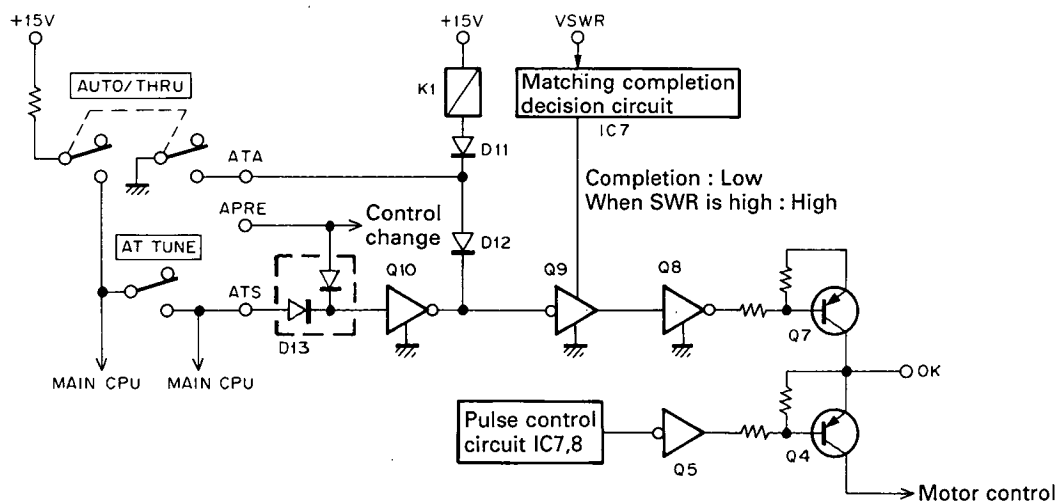 +15V
+15V
VSWR
AUTO/THRU
K1
Matching completion
decision circuit
IC7
D11
ATA
Completion : Low
When SWR is high : High
APRE
Control
change
D12
AT TUNE
Q10
Q9
Q8
ATS
D13
Q7
MAIN CPU
MAIN CPU
OK
Pulse control
circuit IC7,8
Q5
Q4
Motor control